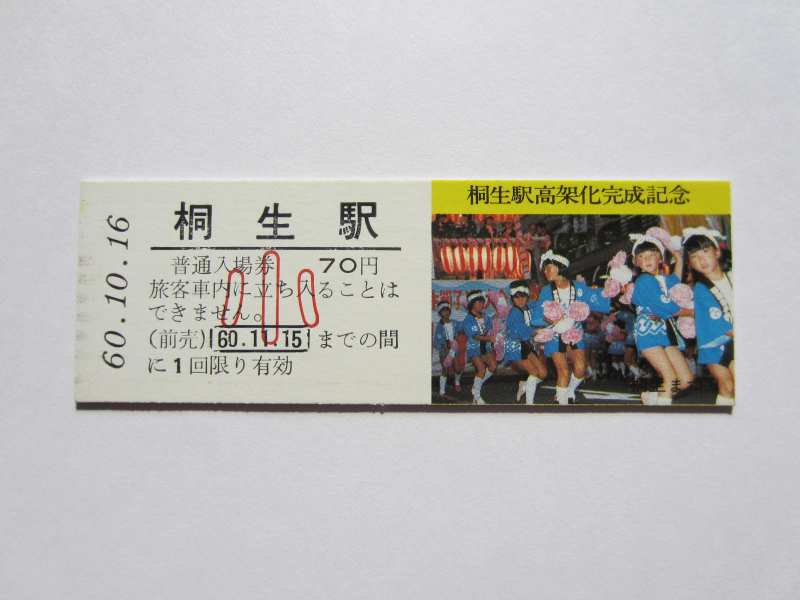 60.10.16
桐生駅
普通入場券 70円
小
旅客車内に立ち入ることは
できません。
(前売) 60.11.15 までの間
に1回限り有効
桐生駅高架化完成記念